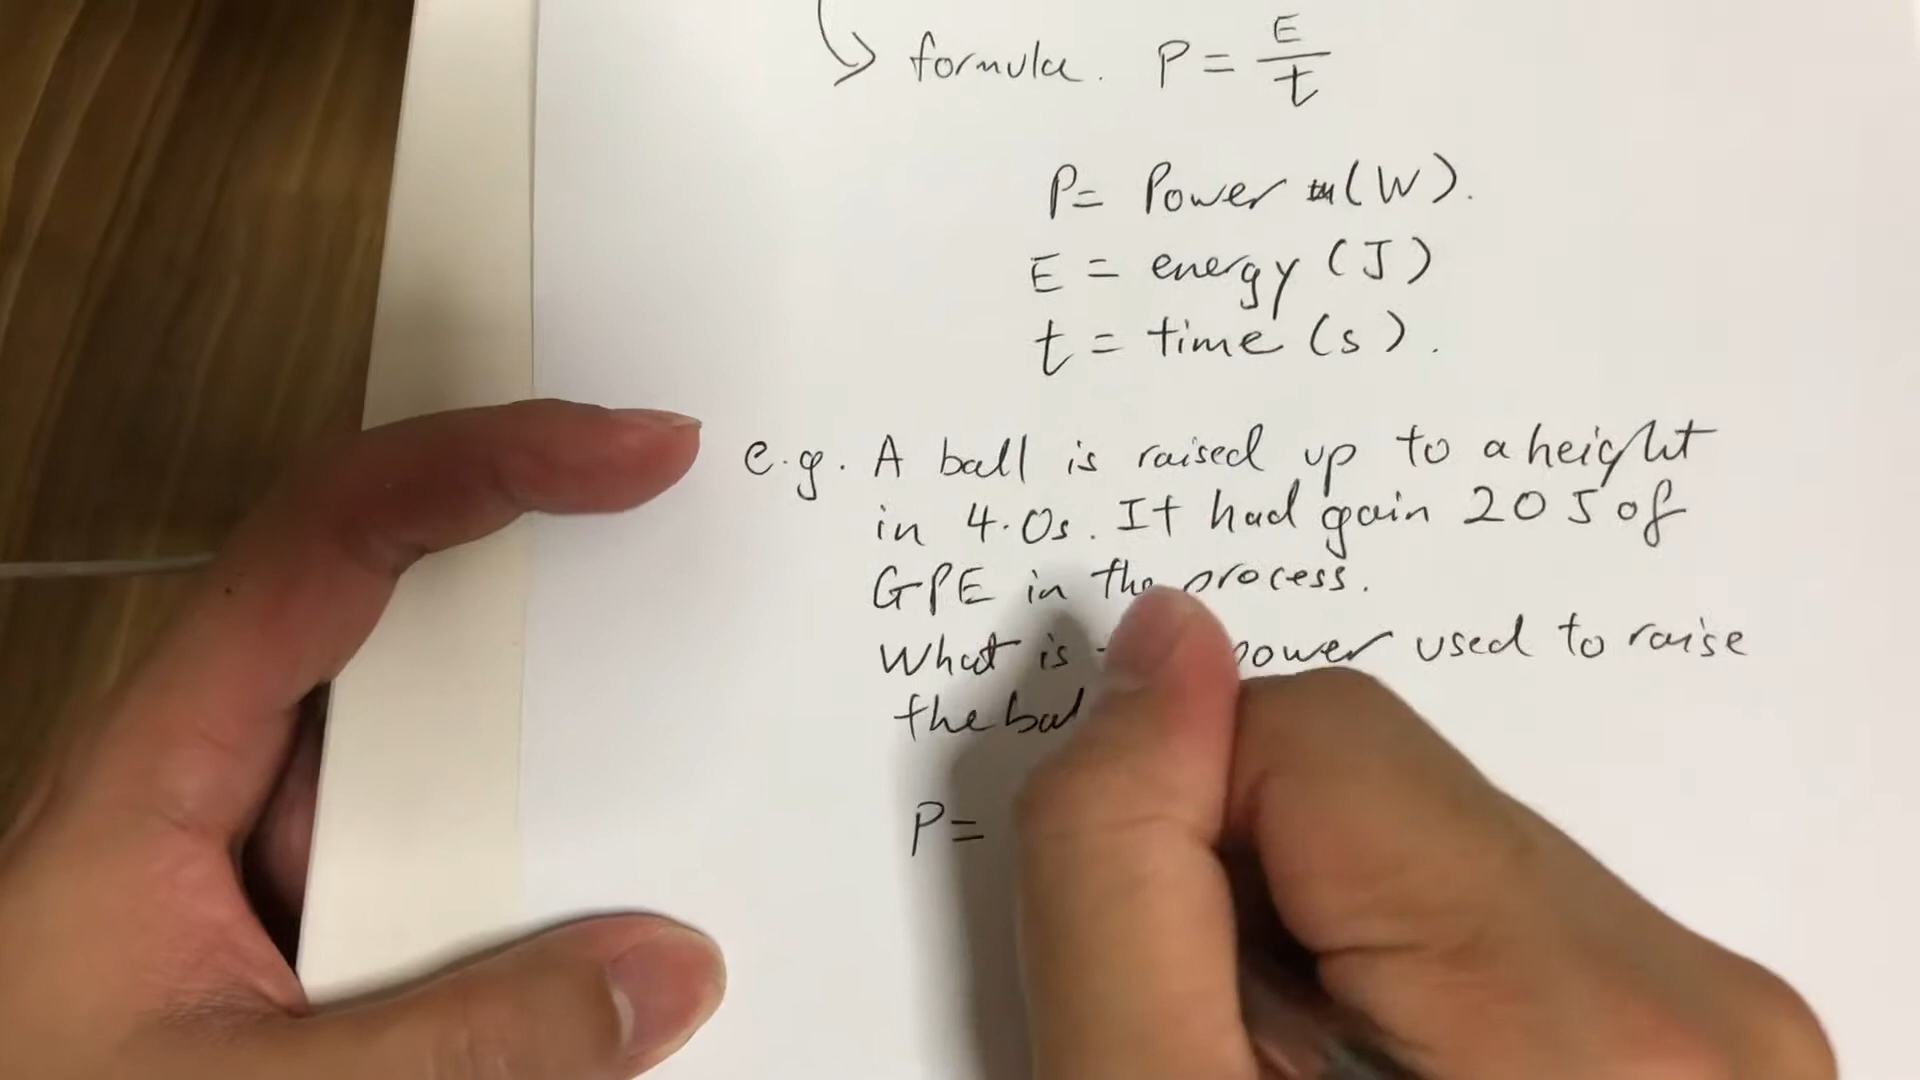 formula. P = E/t
P = Power (W).
E = energy (J)
t = time (s).
e.g. A ball is raised up to a height
in 4.0s. It had gain 20 J of
GPE in the process.
What is power used to raise
the
P=